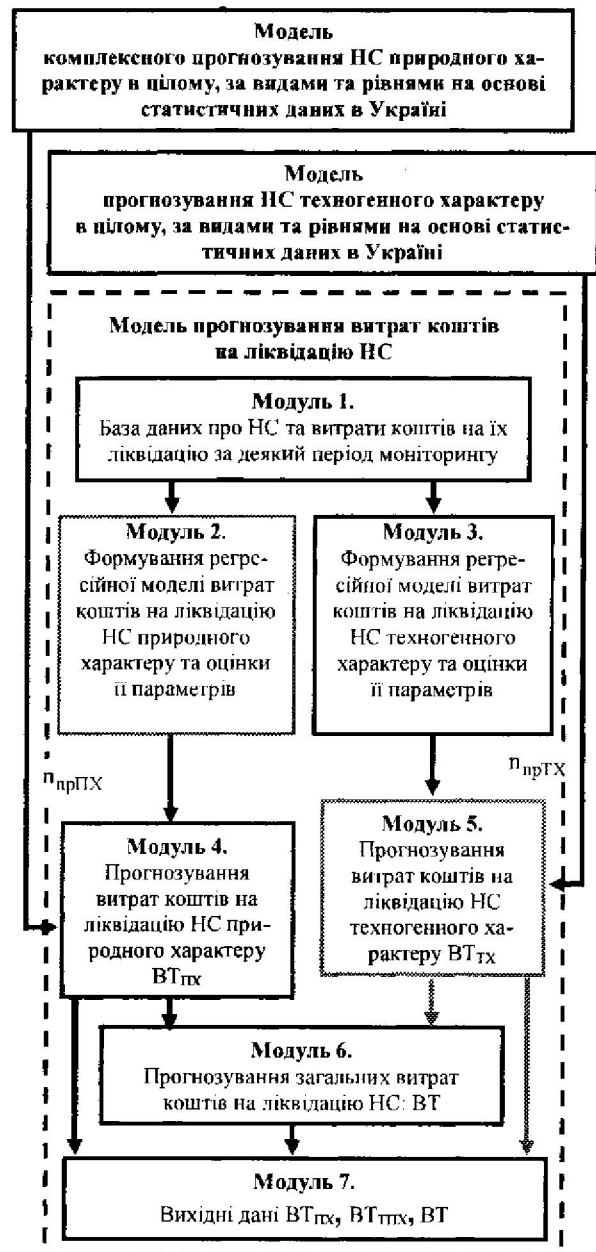 Модель
комплексного прогнозування НС природного ха-
рактеру в цілому, за видами та рівнями на основі
статистичних даних в Україні
Модель
прогнозування НС техногенного характеру
в цілому, за видами та рівнями на основі статис-
тичних даних в Україні
Модель прогнозування витрат коштів
на ліквідацію НС
Модуль 1.
База даних про НС та витрати коштів на їх
ліквідацію за деякий період моніторингу
Модуль 2.
Формування регре-
сійної моделі витрат
коштів на ліквідацію
НС природного
характеру та оцінки
її параметрів
Модуль 3.
Формування регре-
сійної моделі витрат
коштів на ліквідацію
НС техногенного
характеру та оцінки
її параметрів
nпрПХ
nпрТХ
Модуль 4.
Прогнозування
витрат коштів на
ліквідацію НС при-
родного характеру
ВТПХ
Модуль 5.
Прогнозування
витрат коштів на
ліквідацію НС
техногенного ха-
рактеру ВТТХ
Модуль 6.
Прогнозування загальних витрат
коштів на ліквідацію НС: ВТ
Модуль 7.
Вихідні дані ВТПХ, ВТТПХ, ВТ